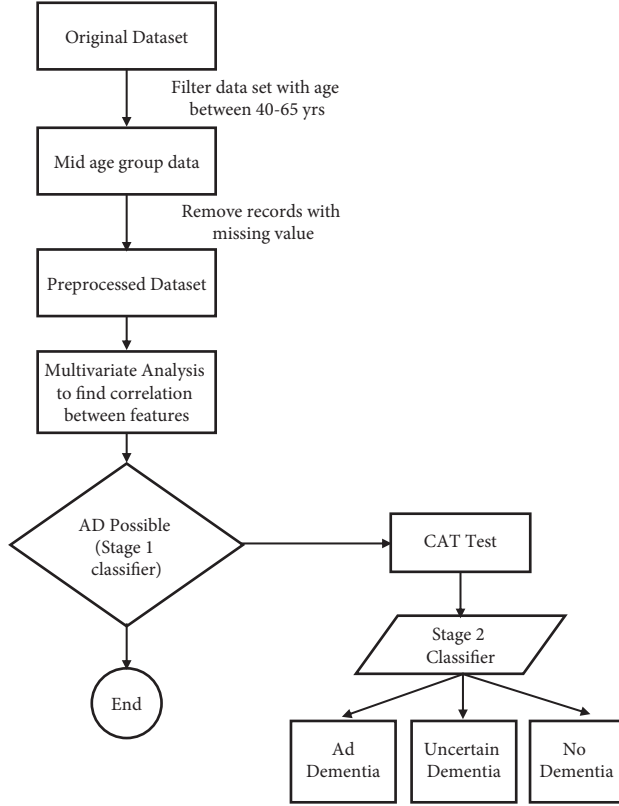 Original Dataset
Filter data set with age
between 40-65 yrs
Mid age group data
Remove records with
missing value
Preprocessed Dataset
Multivariate Analysis
to find correlation
between features
AD Possible
(Stage 1
classifier)
CAT Test
Stage 2
Classifier
End
Ad
Dementia
Uncertain
Dementia
No
Dementia